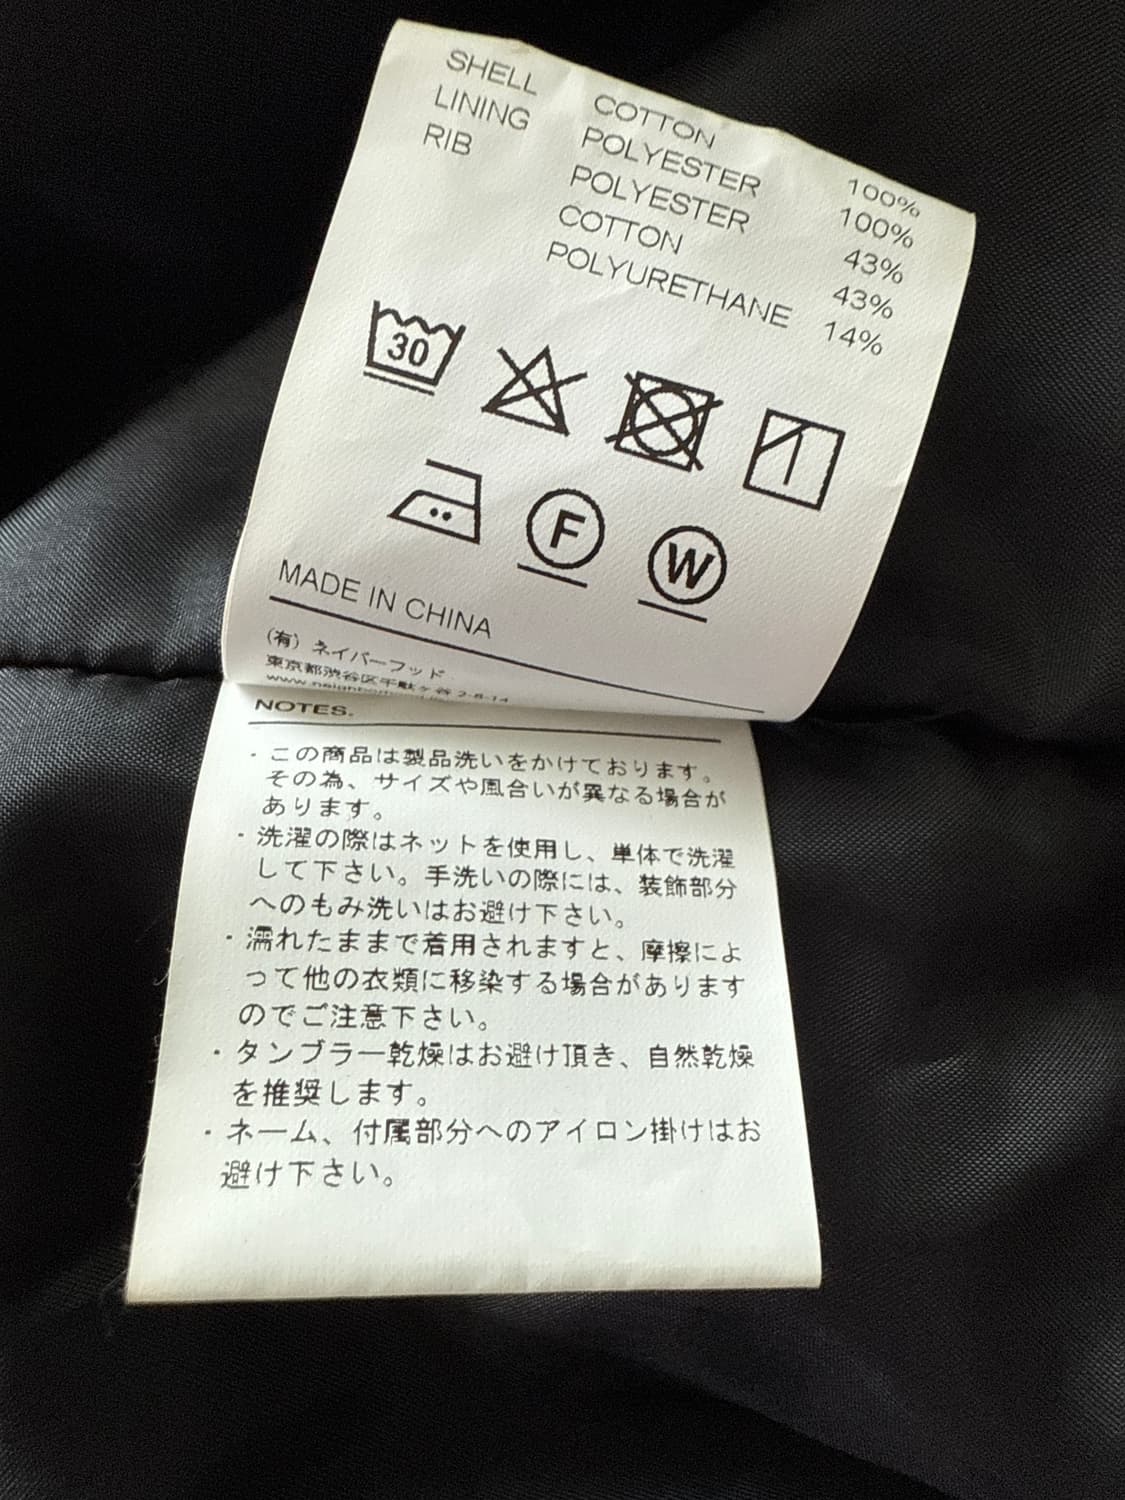 SHELL COTTON 100%
LINING POLYESTER 100%
RIB POLYESTER 43%
COTTON 43%
POLYURETHANE 14%
30
F
W
MADE IN CHINA
(有) ネイバーフッド
東京都渋谷区千駄ヶ谷 2-8-14
NOTES.
・この商品は製品洗いをかけております。
その為、サイズや風合いが異なる場合が
あります。
・洗濯の際はネットを使用し、単体で洗濯
して下さい。手洗いの際には、装飾部分
へのもみ洗いはお避け下さい。
・濡れたままで着用されますと、摩擦によ
って他の衣類に移染する場合があります
のでご注意下さい。
・タンブラー乾燥はお避け頂き、自然乾燥
を推奨します。
・ネーム、付属部分へのアイロン掛けはお
避け下さい。